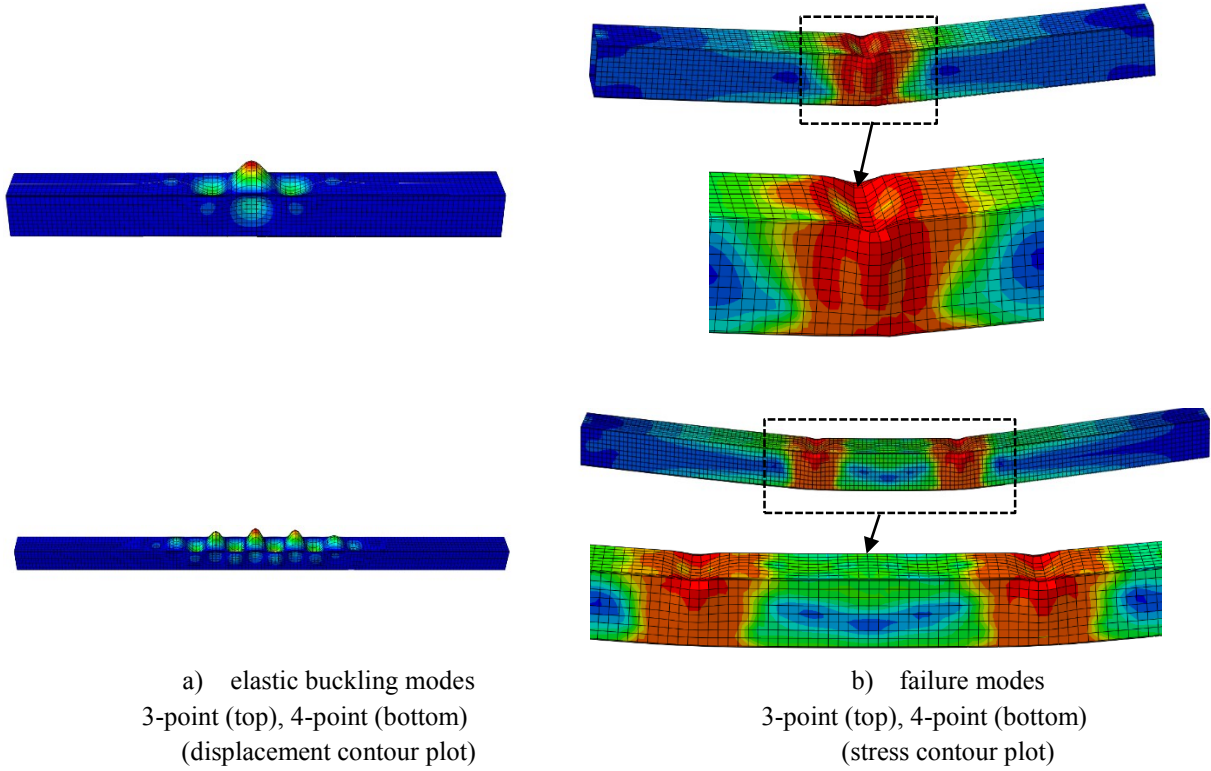 a) elastic buckling modes
3-point (top), 4-point (bottom)
(displacement contour plot)
b) failure modes
3-point (top), 4-point (bottom)
(stress contour plot)